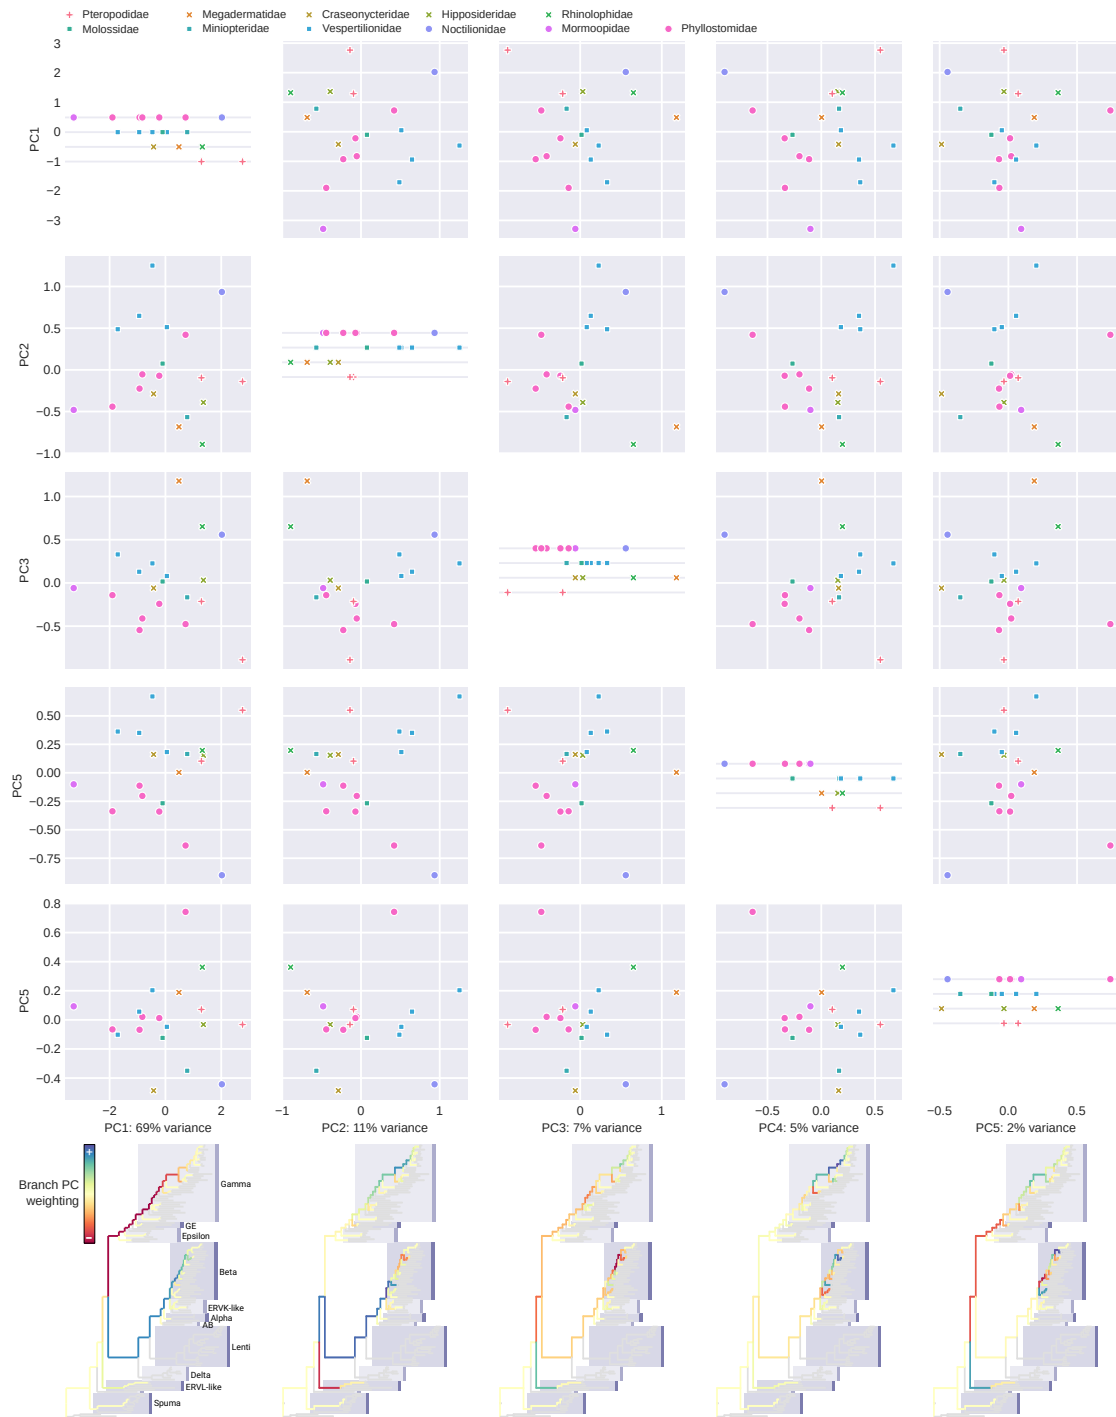 Pteropodidae Megadermatidae Craseonycteridae Hipposideridae Rhinolophidae
Molossidae Miniopteridae Vespertilionidae Noctilionidae Mormoopidae Phyllostomidae
3
2
1
0
−1
−2
−3
PC1
1.0
0.5
0.0
−0.5
−1.0
PC2
1.0
0.5
0.0
−0.5
PC3
0.50
0.25
0.00
−0.25
−0.50
−0.75
PC5
0.8
0.6
0.4
0.2
0.0
−0.2
−0.4
PC5
−2 0 2 −1 0 1 0 1 −0.5 0.0 0.5 −0.5 0.0 0.5
PC1: 69% variance PC2: 11% variance PC3: 7% variance PC4: 5% variance PC5: 2% variance
+
Branch PC
weighting
−
Gamma
GE
Epsilon
Beta
ERVK-like
Alpha
AB
Lenti
Delta
ERVL-like
Spuma